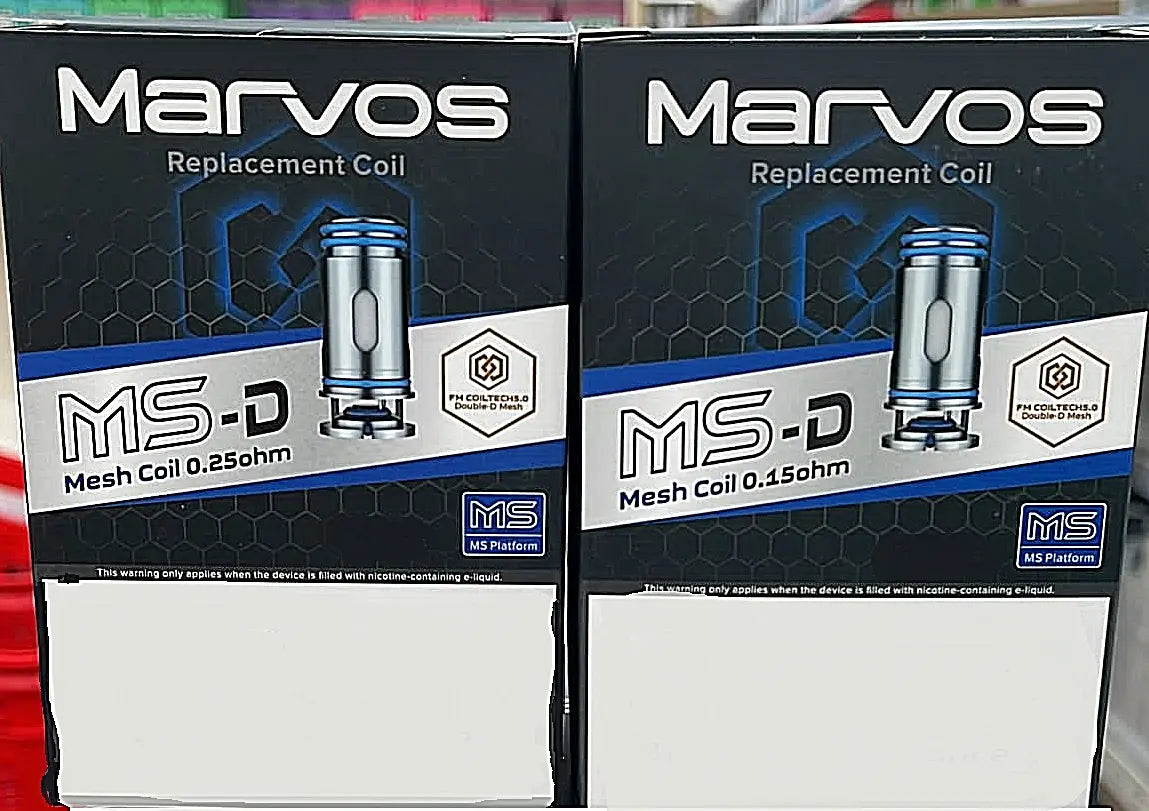 Marvos
Replacement Coil
MS-D
Mesh Coil 0.25ohm
FM COILTECH5.0
Double-D Mesh
MS
MS Platform
This warning only applies when the device is filled with nicotine-containing e-liquid.
Marvos
Replacement Coil
MS-D
Mesh Coil 0.15ohm
FM COILTECH5.0
Double-D Mesh
MS
MS Platform
This warning only applies when the device is filled with nicotine-containing e-liquid.